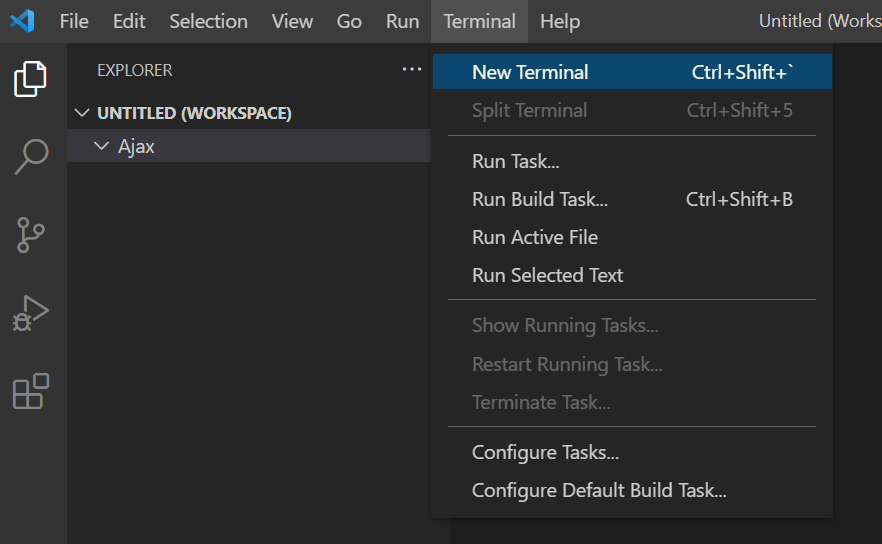 File Edit Selection View Go Run Terminal Help Untitled (Works
EXPLORER ...
UNTITLED (WORKSPACE)
Ajax
New Terminal Ctrl+Shift+`
Split Terminal Ctrl+Shift+5
Run Task...
Run Build Task... Ctrl+Shift+B
Run Active File
Run Selected Text
Show Running Tasks...
Restart Running Task...
Terminate Task...
Configure Tasks...
Configure Default Build Task...